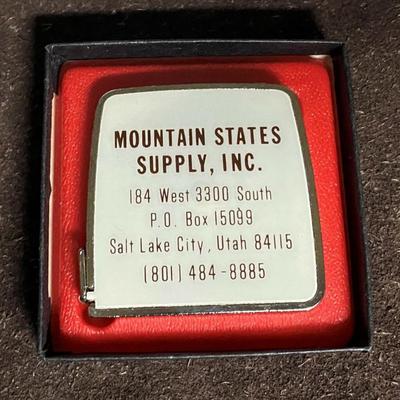 MOUNTAIN STATES
SUPPLY, INC.
184 West 3300 South
P.O. Box 15099
Salt Lake City, Utah 84115
(801) 484-8885